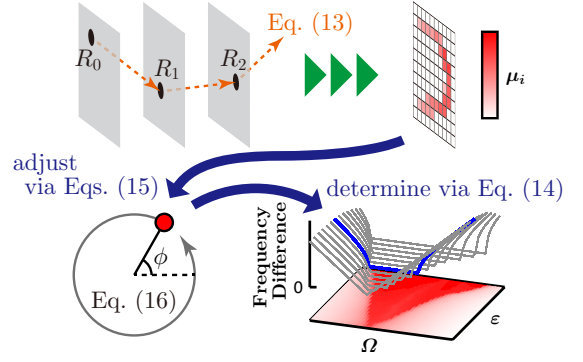 Eq. (13)
R₀
R₁
R₂
μᵢ
adjust
via Eqs. (15)
determine via Eq. (14)
ϕ
Eq. (16)
Frequency
Difference
0
Ω
ε